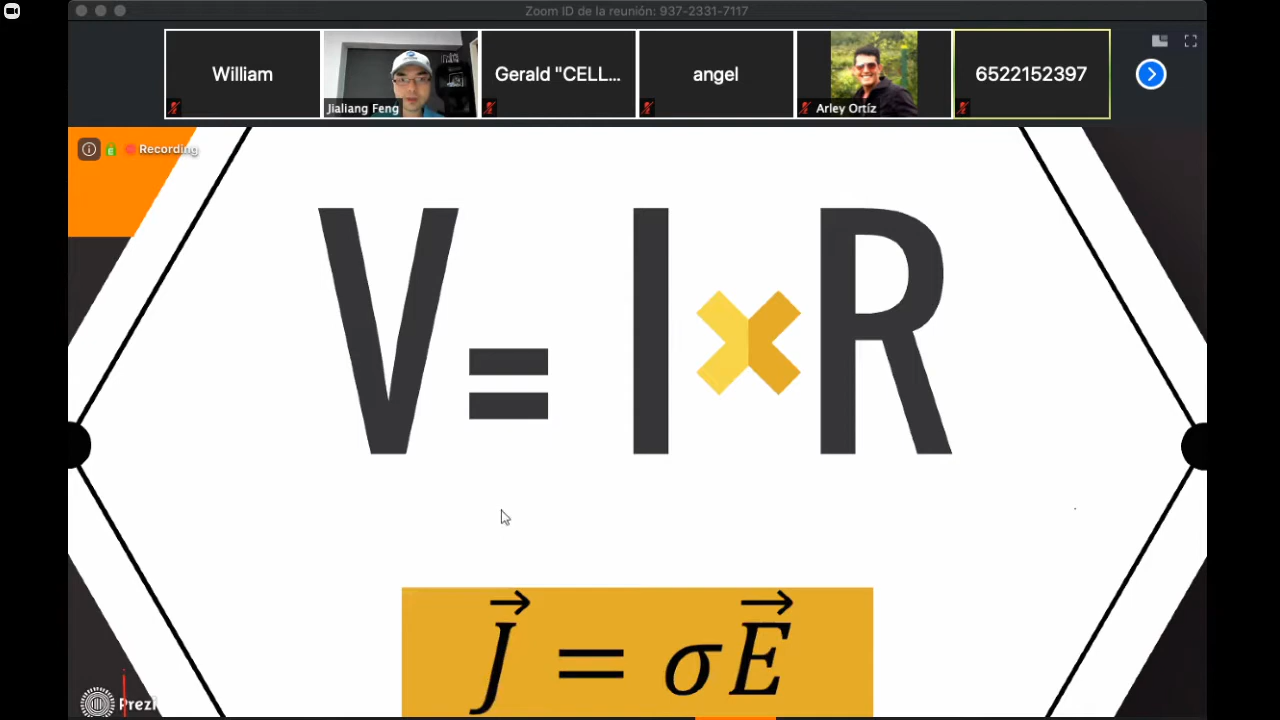 Zoom ID de la reunión: 937-2331-7117
William
Jialiang Feng
Gerald "CELL...
angel
Arley Ortíz
6522152397
Recording
V = I × R
J⃗ = σE⃗
Prezi